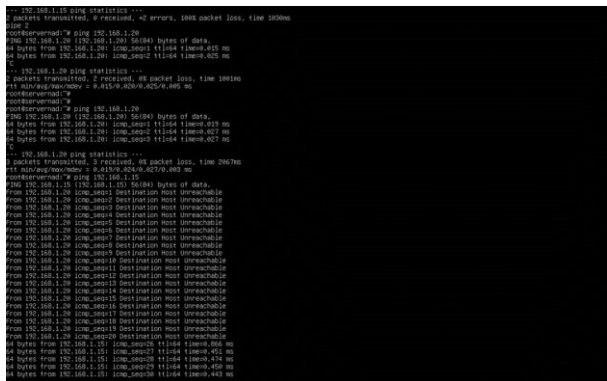 --- 192.168.1.15 ping statistics ---
2 packets transmitted, 0 received, +2 errors, 100% packet loss, time 1030ms
pipe 2
root@servernad:~# ping 192.168.1.20
PING 192.168.1.20 (192.168.1.20) 56(84) bytes of data.
64 bytes from 192.168.1.20: icmp_seq=1 ttl=64 time=0.015 ms
64 bytes from 192.168.1.20: icmp_seq=2 ttl=64 time=0.025 ms
^C
--- 192.168.1.20 ping statistics ---
2 packets transmitted, 2 received, 0% packet loss, time 1001ms
rtt min/avg/max/mdev = 0.015/0.020/0.025/0.005 ms
root@servernad:~#
root@servernad:~#
root@servernad:~# ping 192.168.1.20
PING 192.168.1.20 (192.168.1.20) 56(84) bytes of data.
64 bytes from 192.168.1.20: icmp_seq=1 ttl=64 time=0.019 ms
64 bytes from 192.168.1.20: icmp_seq=2 ttl=64 time=0.027 ms
64 bytes from 192.168.1.20: icmp_seq=3 ttl=64 time=0.027 ms
^C
--- 192.168.1.20 ping statistics ---
3 packets transmitted, 3 received, 0% packet loss, time 2067ms
rtt min/avg/max/mdev = 0.019/0.024/0.027/0.003 ms
root@servernad:~# ping 192.168.1.15
PING 192.168.1.15 (192.168.1.15) 56(84) bytes of data.
From 192.168.1.20 icmp_seq=1 Destination Host Unreachable
From 192.168.1.20 icmp_seq=2 Destination Host Unreachable
From 192.168.1.20 icmp_seq=3 Destination Host Unreachable
From 192.168.1.20 icmp_seq=4 Destination Host Unreachable
From 192.168.1.20 icmp_seq=5 Destination Host Unreachable
From 192.168.1.20 icmp_seq=6 Destination Host Unreachable
From 192.168.1.20 icmp_seq=7 Destination Host Unreachable
From 192.168.1.20 icmp_seq=8 Destination Host Unreachable
From 192.168.1.20 icmp_seq=9 Destination Host Unreachable
From 192.168.1.20 icmp_seq=10 Destination Host Unreachable
From 192.168.1.20 icmp_seq=11 Destination Host Unreachable
From 192.168.1.20 icmp_seq=12 Destination Host Unreachable
From 192.168.1.20 icmp_seq=13 Destination Host Unreachable
From 192.168.1.20 icmp_seq=14 Destination Host Unreachable
From 192.168.1.20 icmp_seq=15 Destination Host Unreachable
From 192.168.1.20 icmp_seq=16 Destination Host Unreachable
From 192.168.1.20 icmp_seq=17 Destination Host Unreachable
From 192.168.1.20 icmp_seq=18 Destination Host Unreachable
From 192.168.1.20 icmp_seq=19 Destination Host Unreachable
From 192.168.1.20 icmp_seq=20 Destination Host Unreachable
64 bytes from 192.168.1.15: icmp_seq=26 ttl=64 time=0.866 ms
64 bytes from 192.168.1.15: icmp_seq=27 ttl=64 time=0.451 ms
64 bytes from 192.168.1.15: icmp_seq=28 ttl=64 time=0.474 ms
64 bytes from 192.168.1.15: icmp_seq=29 ttl=64 time=0.450 ms
64 bytes from 192.168.1.15: icmp_seq=30 ttl=64 time=0.443 ms